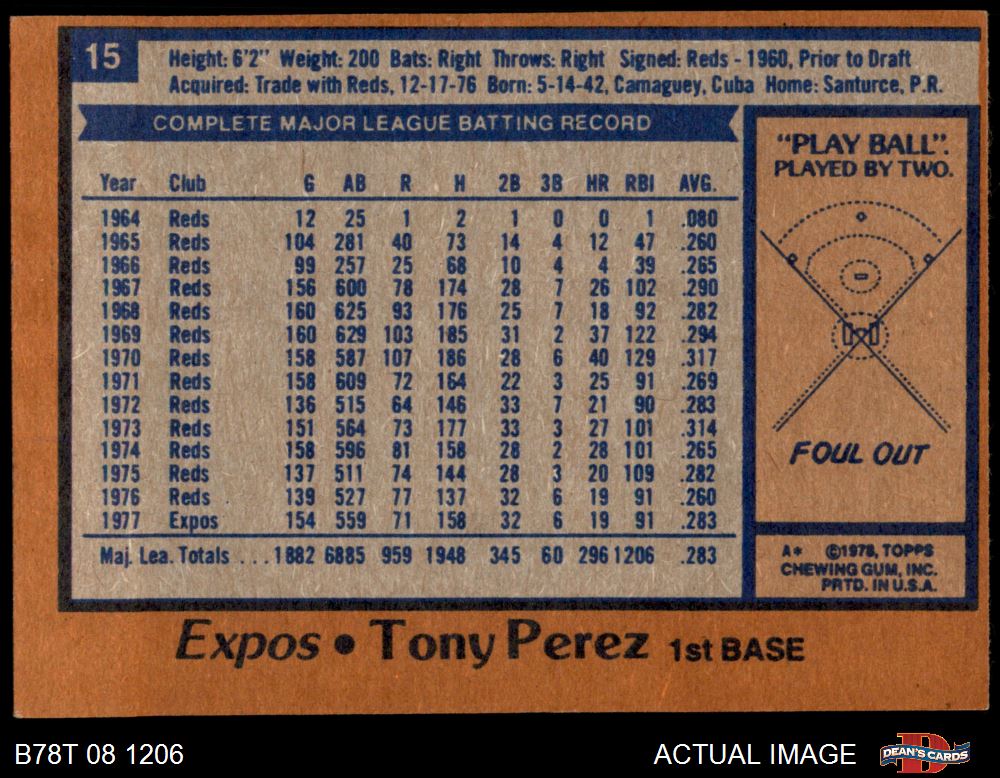 15
Height: 6'2" Weight: 200 Bats: Right Throws: Right Signed: Reds - 1960, Prior to Draft
Acquired: Trade with Reds, 12-17-76 Born: 5-14-42, Camaguey, Cuba Home: Santurce, P.R.
COMPLETE MAJOR LEAGUE BATTING RECORD
Year Club G AB R H 2B 3B HR RBI AVG.
1964 Reds 12 25 1 2 1 0 0 1 .080
1965 Reds 104 281 40 73 14 4 12 47 .260
1966 Reds 99 257 25 68 10 4 4 39 .265
1967 Reds 156 600 78 174 28 7 26 102 .290
1968 Reds 160 625 93 176 25 7 18 92 .282
1969 Reds 160 629 103 185 31 2 37 122 .294
1970 Reds 158 587 107 186 28 6 40 129 .317
1971 Reds 158 609 72 164 22 3 25 91 .269
1972 Reds 136 515 64 146 33 7 21 90 .283
1973 Reds 151 564 73 177 33 3 27 101 .314
1974 Reds 158 596 81 158 28 2 28 101 .265
1975 Reds 137 511 74 144 28 3 20 109 .282
1976 Reds 139 527 77 137 32 6 19 91 .260
1977 Expos 154 559 71 158 32 6 19 91 .283
Maj. Lea. Totals ... 1882 6885 959 1948 345 60 296 1206 .283
"PLAY BALL".
PLAYED BY TWO.
FOUL OUT
A* ©1978, TOPPS
CHEWING GUM, INC.
PRTD. IN U.S.A.
Expos • Tony Perez 1st BASE
B78T 08 1206
ACTUAL IMAGE
DEAN'S CARDS